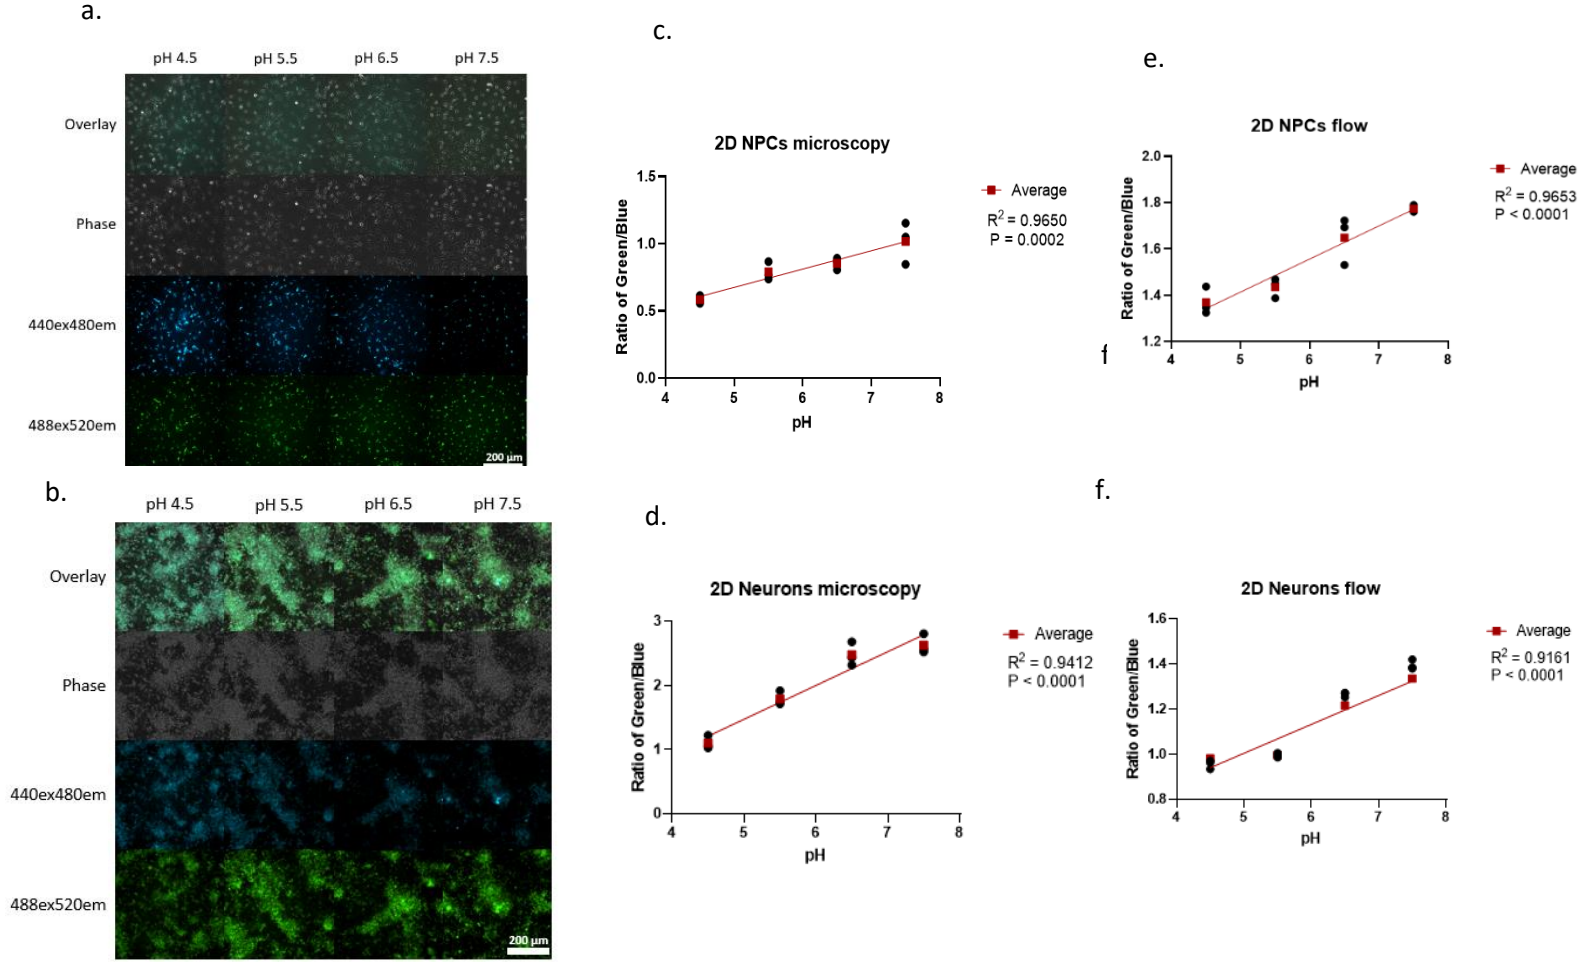 a.
pH 4.5 pH 5.5 pH 6.5 pH 7.5
Overlay
Phase
440ex480em
488ex520em
200 µm
b.
pH 4.5 pH 5.5 pH 6.5 pH 7.5
Overlay
Phase
440ex480em
488ex520em
200 µm
c.
2D NPCs microscopy
Ratio of Green/Blue
1.5
1.0
0.5
0.0
4 5 6 7 8
pH
Average
R² = 0.9650
P = 0.0002
d.
2D Neurons microscopy
Ratio of Green/Blue
3
2
1
0
4 5 6 7 8
pH
Average
R² = 0.9412
P < 0.0001
e.
2D NPCs flow
Ratio of Green/Blue
2.0
1.8
1.6
1.4
1.2
4 5 6 7 8
pH
Average
R² = 0.9653
P < 0.0001
f
f.
2D Neurons flow
Ratio of Green/Blue
1.6
1.4
1.2
1.0
0.8
4 5 6 7 8
pH
Average
R² = 0.9161
P < 0.0001